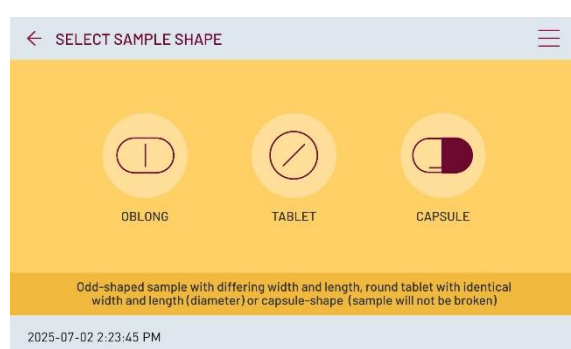 SELECT SAMPLE SHAPE
OBLONG
TABLET
CAPSULE
Odd-shaped sample with differing width and length, round tablet with identical
width and length (diameter) or capsule-shape (sample will not be broken)
2025-07-02 2:23:45 PM